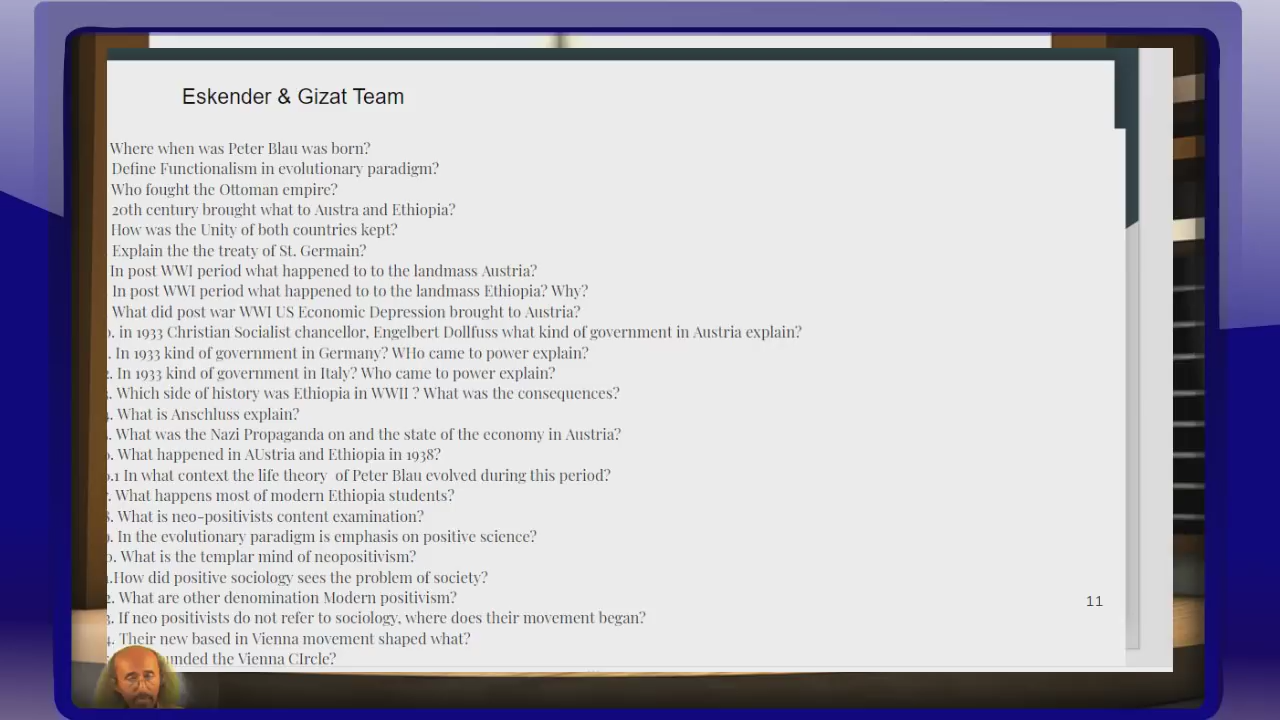 Eskender & Gizat Team
Where when was Peter Blau was born?
Define Functionalism in evolutionary paradigm?
Who fought the Ottoman empire?
20th century brought what to Austra and Ethiopia?
How was the Unity of both countries kept?
Explain the the treaty of St. Germain?
In post WWI period what happened to to the landmass Austria?
In post WWI period what happened to to the landmass Ethiopia? Why?
What did post war WWI US Economic Depression brought to Austria?
. in 1933 Christian Socialist chancellor, Engelbert Dollfuss what kind of government in Austria explain?
. In 1933 kind of government in Germany? WHo came to power explain?
. In 1933 kind of government in Italy? Who came to power explain?
. Which side of history was Ethiopia in WWII ? What was the consequences?
. What is Anschluss explain?
. What was the Nazi Propaganda on and the state of the economy in Austria?
. What happened in AUstria and Ethiopia in 1938?
.1 In what context the life theory of Peter Blau evolved during this period?
. What happens most of modern Ethiopia students?
. What is neo-positivists content examination?
. In the evolutionary paradigm is emphasis on positive science?
. What is the templar mind of neopositivism?
.How did positive sociology sees the problem of society?
. What are other denomination Modern positivism?
. If neo positivists do not refer to sociology, where does their movement began?
. Their new based in Vienna movement shaped what?
the Vienna CIrcle?
11